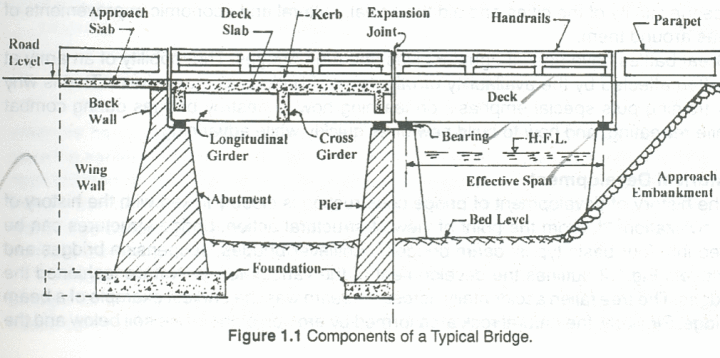 Approach
Slab
Deck
Slab
Kerb
Expansion
Joint
Handrails
Parapet
Road
Level
Back
Wall
Deck
Longitudinal
Girder
Cross
Girder
Bearing
H.F.L.
Wing
Wall
Effective Span
Approach
Embankment
Abutment
Pier
Bed Level
Foundation
Figure 1.1 Components of a Typical Bridge.